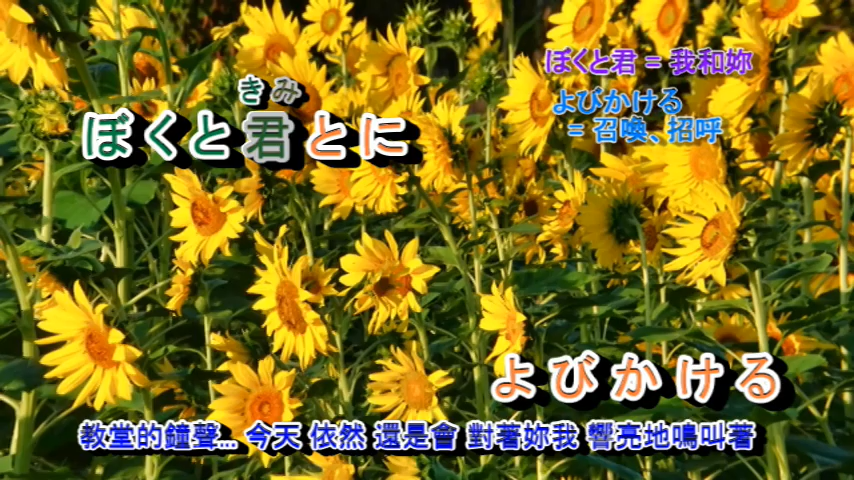 ぼくと君 = 我和妳
よびかける
= 召喚、招呼
きみ
ぼくと君とに
よびかける
教堂的鐘聲... 今天 依然 還是會 對著妳我 響亮地鳴叫著